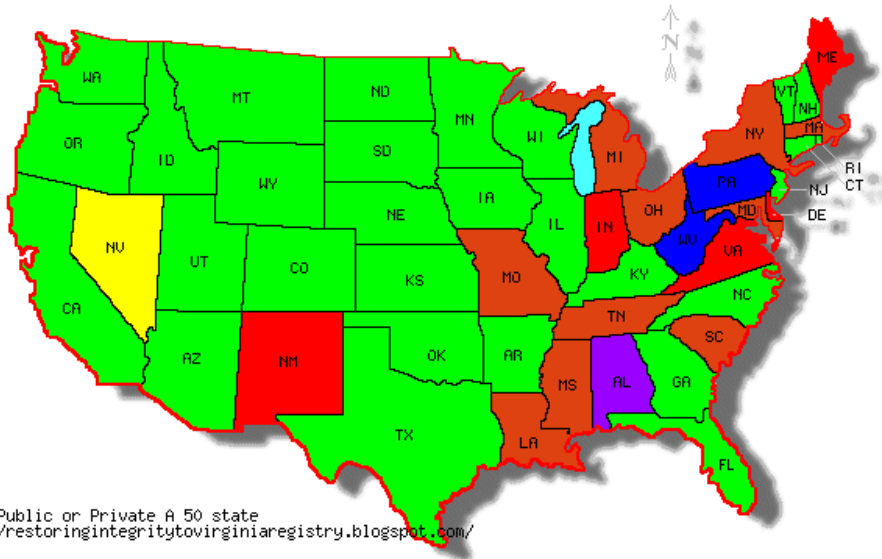 N
WA
MT
ND
MN
OR
ID
SD
WI
MI
WY
IA
NE
NV
UT
CO
KS
IL
IN
OH
MO
KY
CA
AZ
NM
OK
AR
TN
TX
LA
MS
AL
GA
SC
NC
FL
VA
WV
PA
MD
NY
VT
NH
ME
MA
RI
CT
NJ
DE
Public or Private A 50 state
/restoringintegritytovirginiaregistry.blogspot.com/